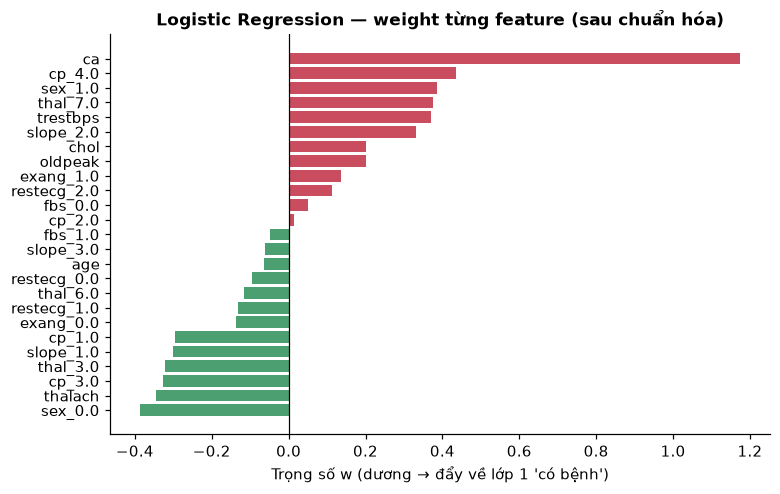 Logistic Regression — weight từng feature (sau chuẩn hóa)
ca
cp_4.0
sex_1.0
thal_7.0
trestbps
slope_2.0
chol
oldpeak
exang_1.0
restecg_2.0
fbs_0.0
cp_2.0
fbs_1.0
slope_3.0
age
restecg_0.0
thal_6.0
restecg_1.0
exang_0.0
cp_1.0
slope_1.0
thal_3.0
cp_3.0
thalach
sex_0.0
−0.4 −0.2 0.0 0.2 0.4 0.6 0.8 1.0 1.2
Trọng số w (dương → đẩy về lớp 1 'có bệnh')